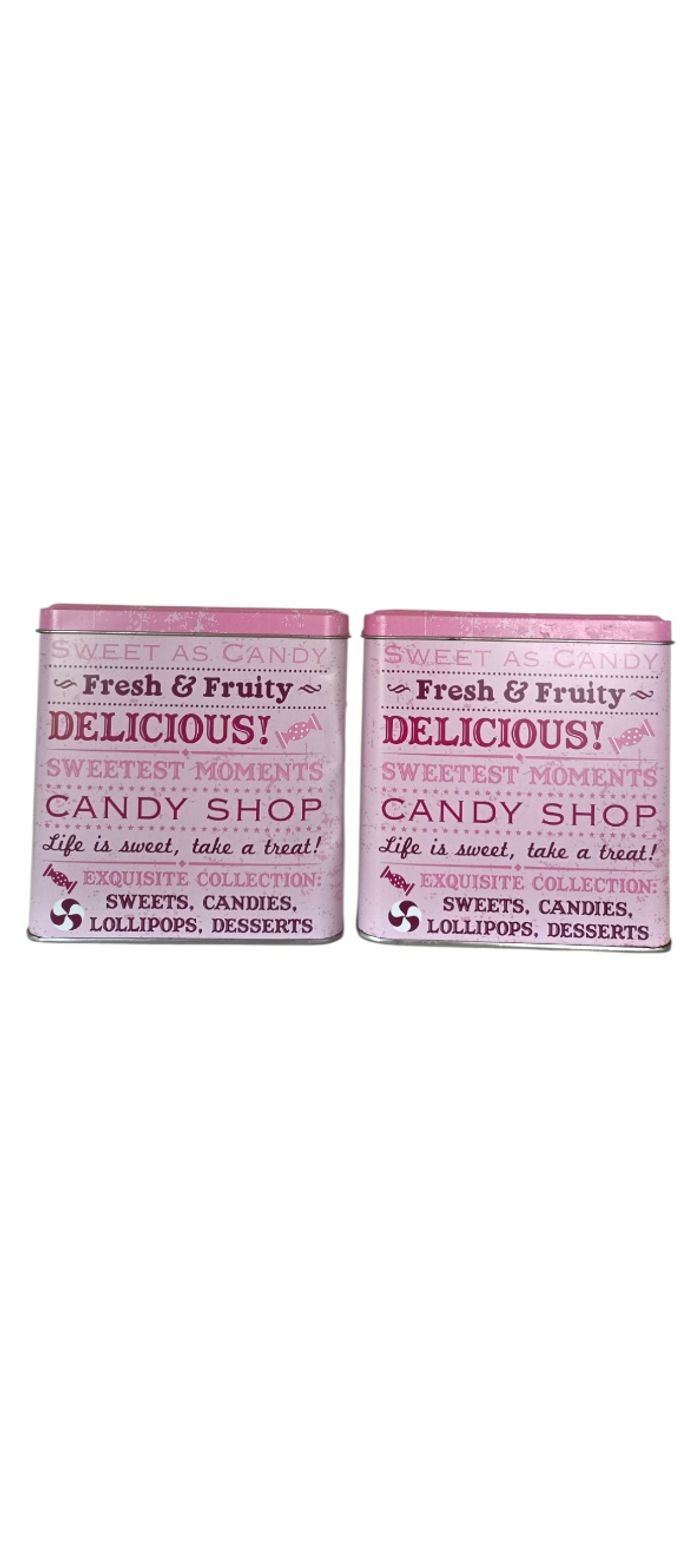 SWEET AS CANDY
Fresh & Fruity
DELICIOUS!
SWEETEST MOMENTS
CANDY SHOP
Life is sweet, take a treat!
EXQUISITE COLLECTION:
SWEETS, CANDIES,
LOLLIPOPS, DESSERTS
SWEET AS CANDY
Fresh & Fruity
DELICIOUS!
SWEETEST MOMENTS
CANDY SHOP
Life is sweet, take a treat!
EXQUISITE COLLECTION:
SWEETS, CANDIES,
LOLLIPOPS, DESSERTS